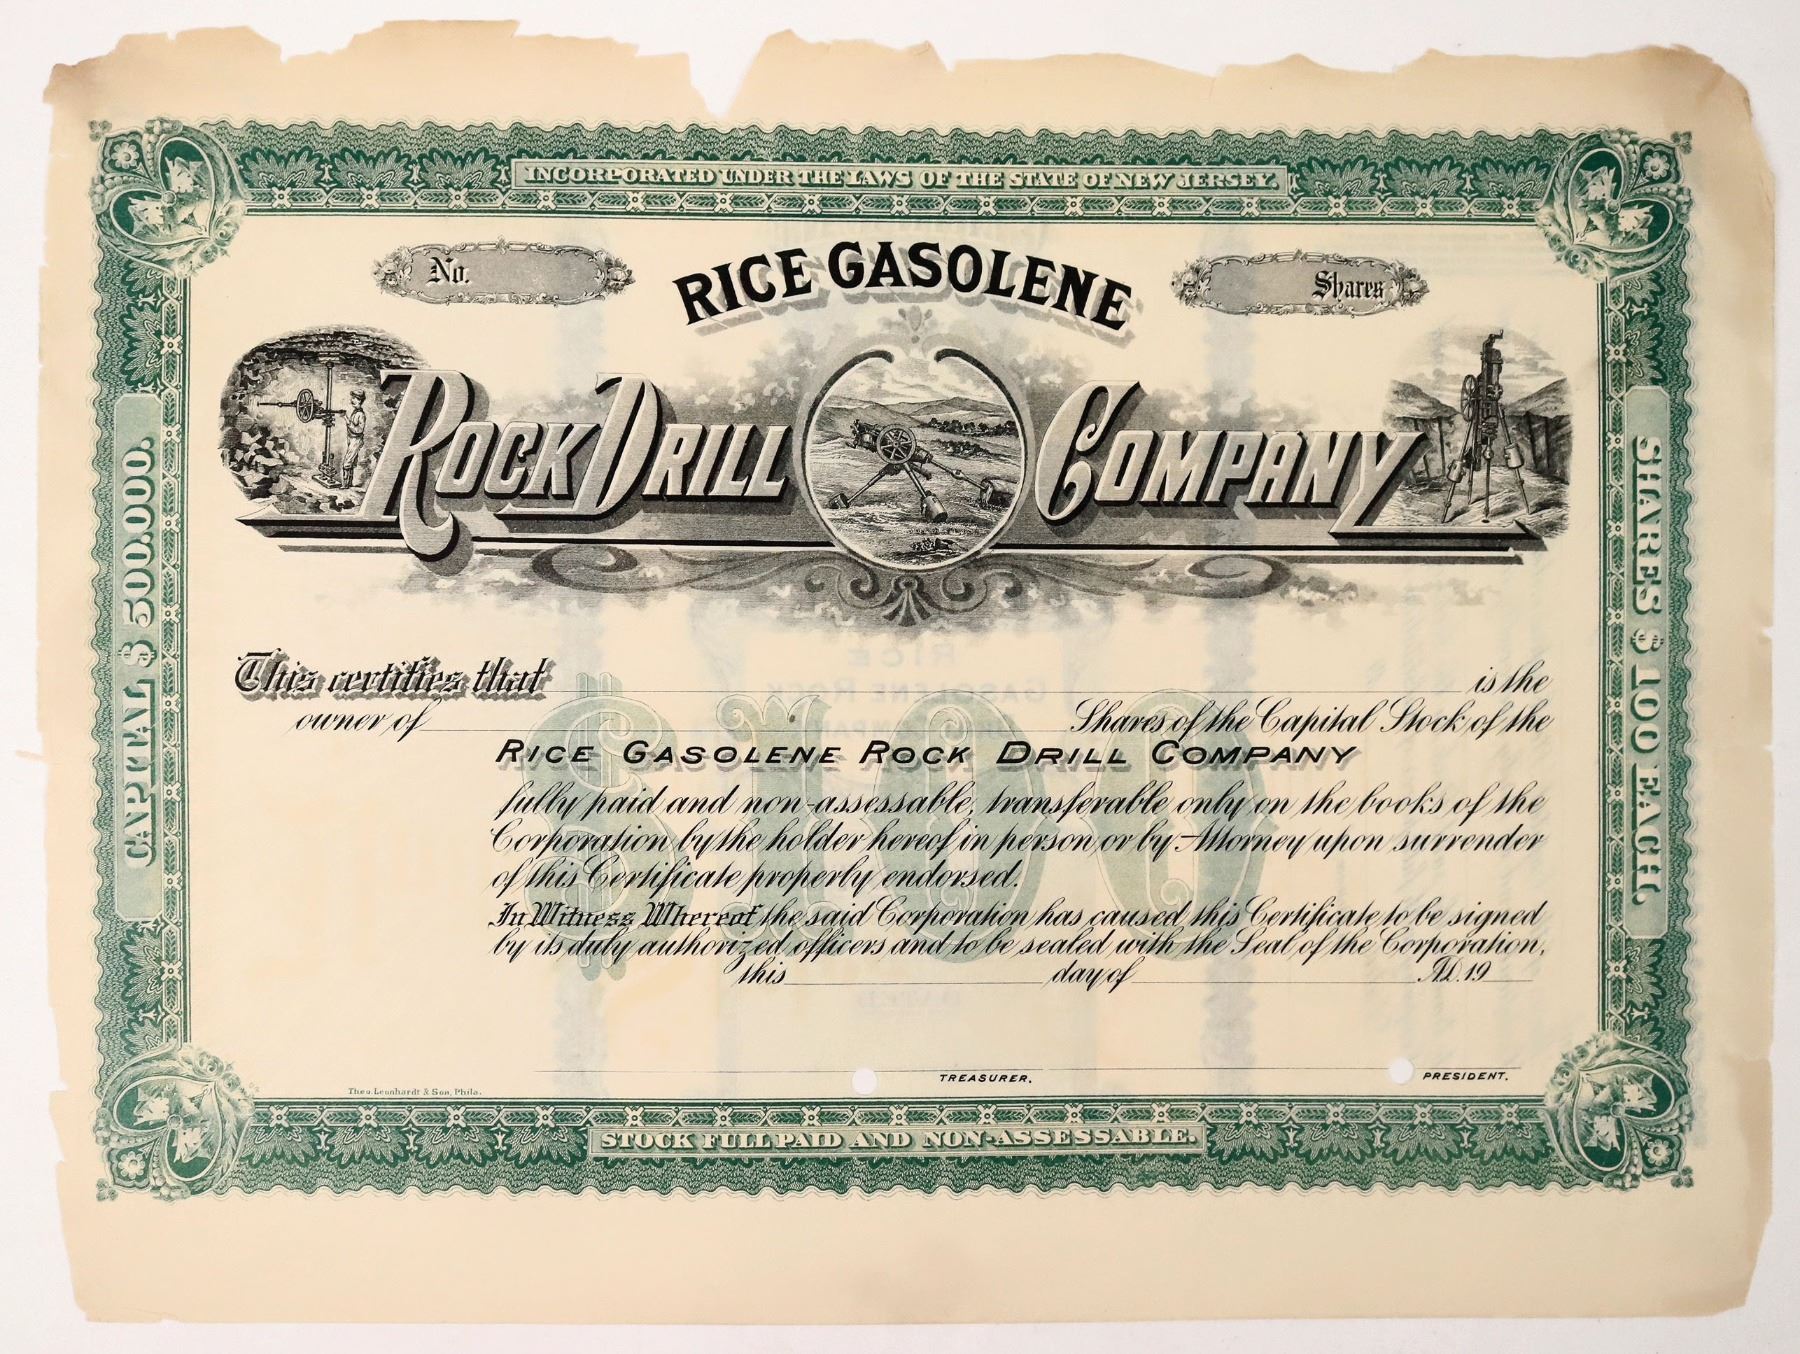 INCORPORATED UNDER THE LAWS OF THE STATE OF NEW JERSEY.
No.
Shares
RICE GASOLENE
ROCK DRILL COMPANY
CAPITAL $ 500.000.
SHARES $ 100 EACH.
This certifies that is the
owner of Shares of the Capital Stock of the
RICE GASOLENE ROCK DRILL COMPANY
fully paid and non-assessable, transferable only on the books of the
Corporation by the holder hereof in person or by Attorney upon surrender
of this Certificate properly endorsed.
In Witness Whereof the said Corporation has caused this Certificate to be signed
by its duly authorized officers and to be sealed with the Seal of the Corporation,
this day of A.D. 19
$100
TREASURER.
PRESIDENT.
Theo. Leonhardt & Son, Phila.
STOCK FULL PAID AND NON-ASSESSABLE.